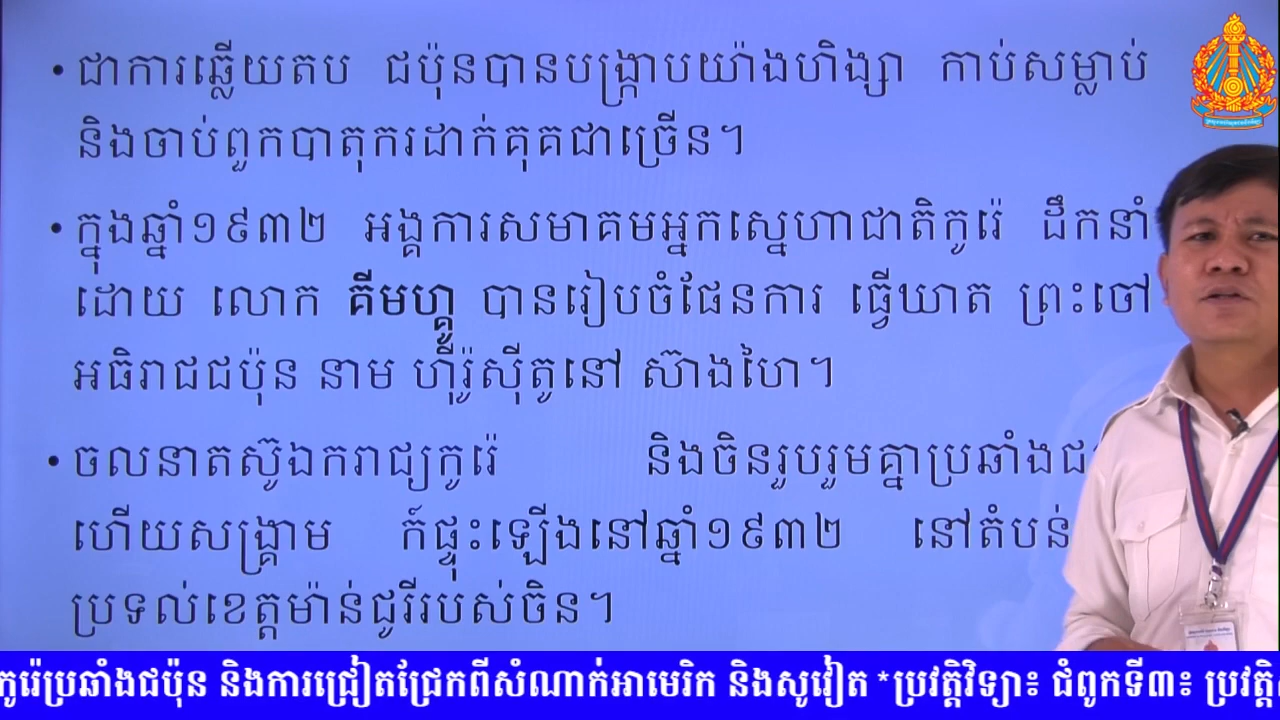 • ជាការឆ្លើយតប ជប៉ុនបានបង្ក្រាបយ៉ាងហិង្សា កាប់សម្លាប់
និងចាប់ពួកបាតុករដាក់គុគជាច្រើន។
• ក្នុងឆ្នាំ១៩៣២ អង្គការសមាគមអ្នកស្នេហាជាតិកូរ៉េ ដឹកនាំ
ដោយ លោក គីមហ្គូ បានរៀបចំផែនការ ធ្វើឃាត ព្រះចៅ
អធិរាជជប៉ុន នាម ហ៊ីរ៉ូស៊ីតូនៅ ស៊ាងហៃ។
• ចលនាតស៊ូឯករាជ្យកូរ៉េ និងចិនរួបរួមគ្នាប្រឆាំងជ
ហើយសង្គ្រាម ក៍ផ្ទុះឡើងនៅឆ្នាំ១៩៣២ នៅតំបន់
ប្រទល់ខេត្តម៉ាន់ជូរីរបស់ចិន។
កូរ៉េប្រឆាំងជប៉ុន និងការជ្រៀតជ្រែកពីសំណាក់អាមេរិក និងសូវៀត *ប្រវត្តិវិទ្យា៖ ជំពូកទី៣៖ ប្រវត្តិ